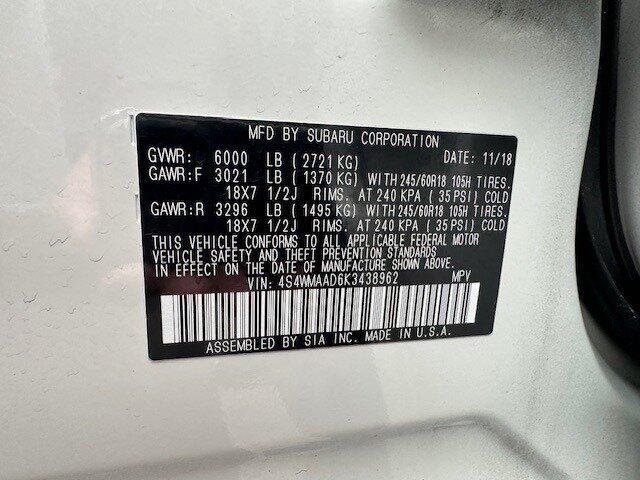 MFD BY SUBARU CORPORATION
GVWR: 6000 LB ( 2721 KG) DATE: 11/18
GAWR:F 3021 LB ( 1370 KG) WITH 245/60R18 105H TIRES.
18X7 1/2J RIMS. AT 240 KPA ( 35 PSI) COLD
GAWR:R 3296 LB ( 1495 KG) WITH 245/60R18 105H TIRES.
18X7 1/2J RIMS. AT 240 KPA ( 35 PSI) COLD
THIS VEHICLE CONFORMS TO ALL APPLICABLE FEDERAL MOTOR
VEHICLE SAFETY AND THEFT PREVENTION STANDARDS
IN EFFECT ON THE DATE OF MANUFACTURE SHOWN ABOVE.
VIN: 4S4WMAAD6K3438962 MPV
ASSEMBLED BY SIA INC. MADE IN U.S.A.